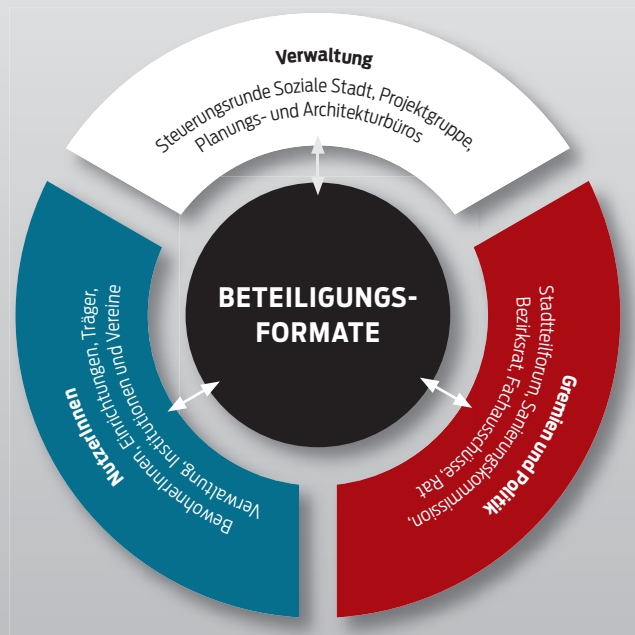 Verwaltung
Steuerungsrunde Soziale Stadt, Projektgruppe,
Planungs- und Architekturbüros
BETEILIGUNGS-
FORMATE
NutzerInnen
BewohnerInnen, Einrichtungen, Träger,
Verwaltung, Institutionen und Vereine
Gremien und Politik
Stadtteilforum, Sanierungskommission,
Bezirksrat, Fachausschüsse, Rat